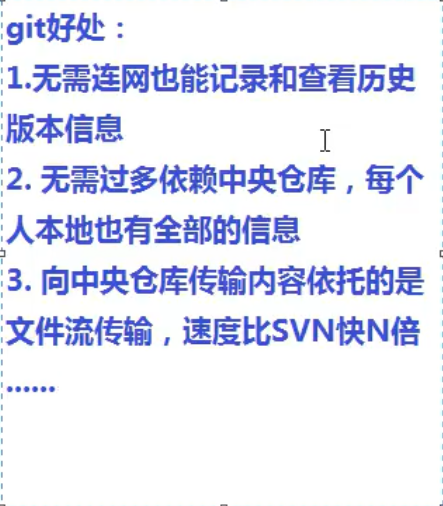 git好处：
1.无需连网也能记录和查看历史
版本信息
2. 无需过多依赖中央仓库，每个
人本地也有全部的信息
3. 向中央仓库传输内容依托的是
文件流传输，速度比SVN快N倍
......